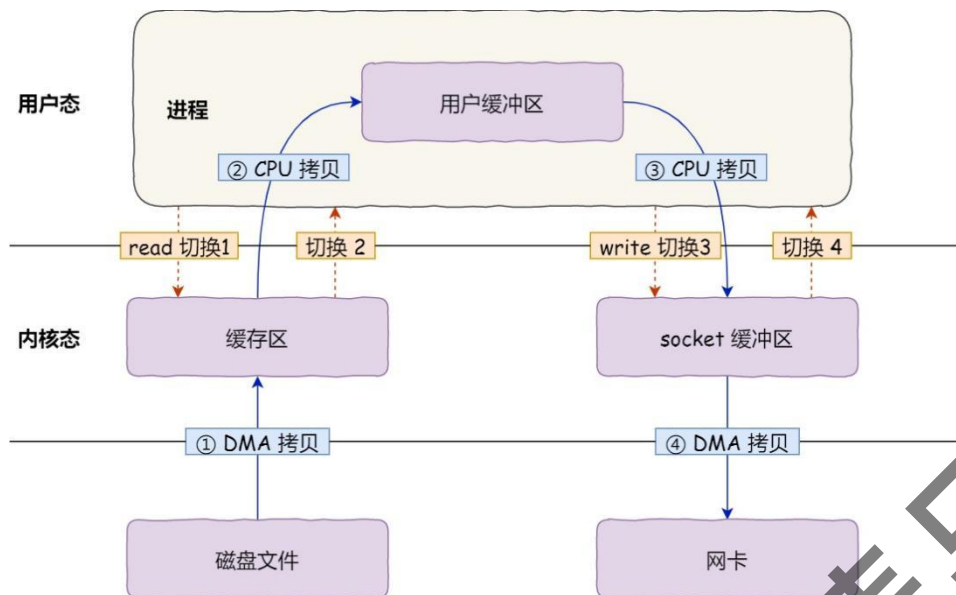 用户态
进程
用户缓冲区
② CPU 拷贝
③ CPU 拷贝
read 切换1
切换 2
write 切换3
切换 4
内核态
缓存区
socket 缓冲区
① DMA 拷贝
④ DMA 拷贝
磁盘文件
网卡